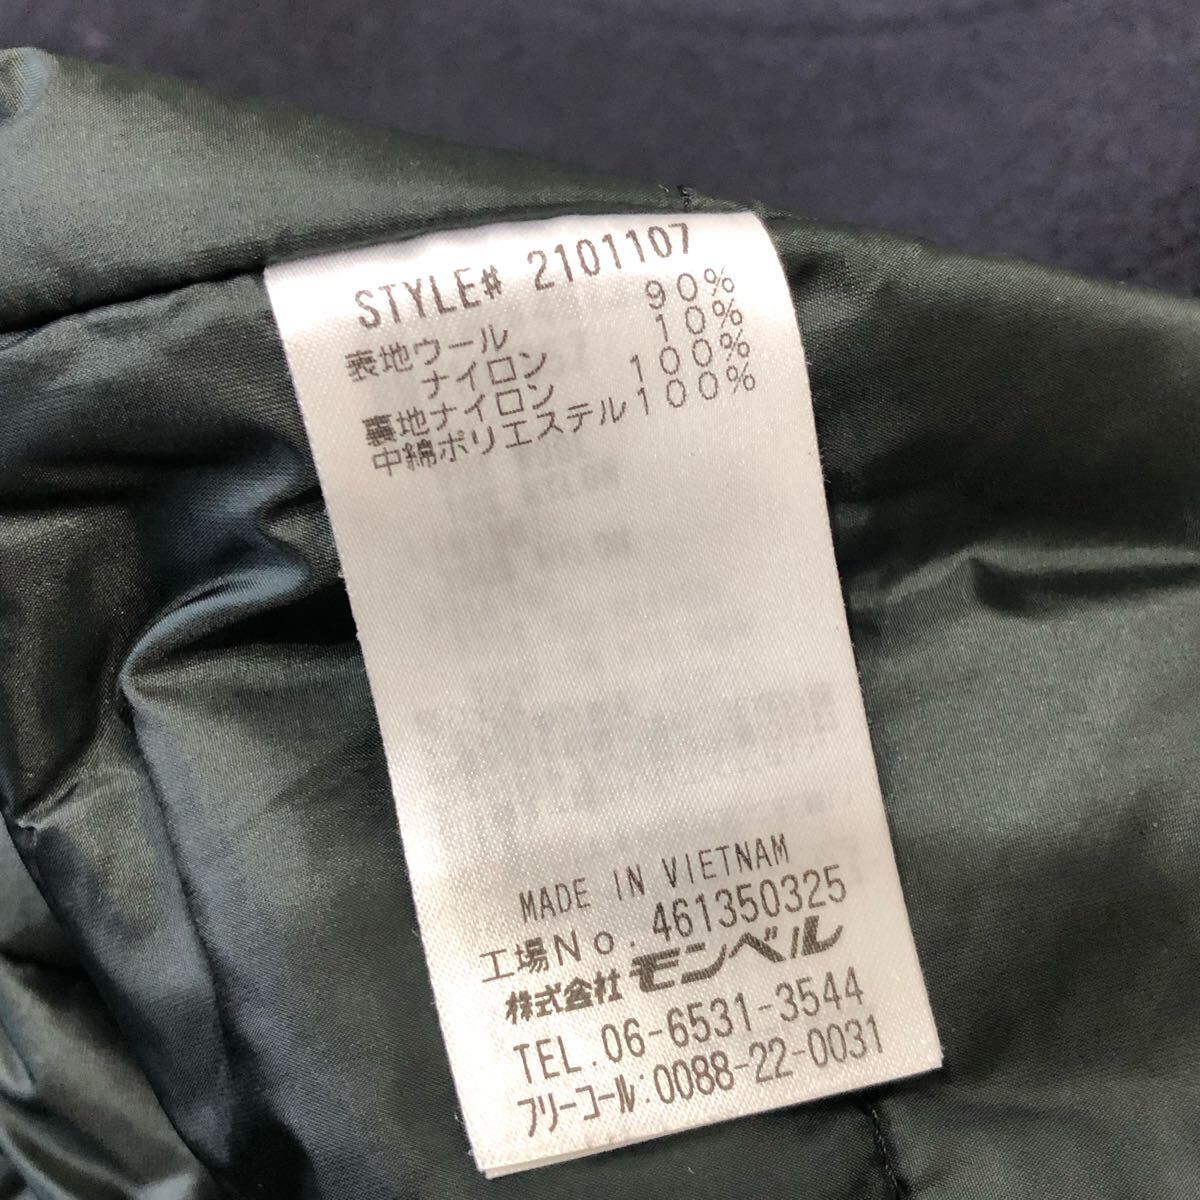 STYLE# 2101107
表地ウール 90%
ナイロン 10%
裏地ナイロン 100%
中綿ポリエステル 100%
MADE IN VIETNAM
工場No. 461350325
株式会社モンベル
TEL.06-6531-3544
フリーコール:0088-22-0031